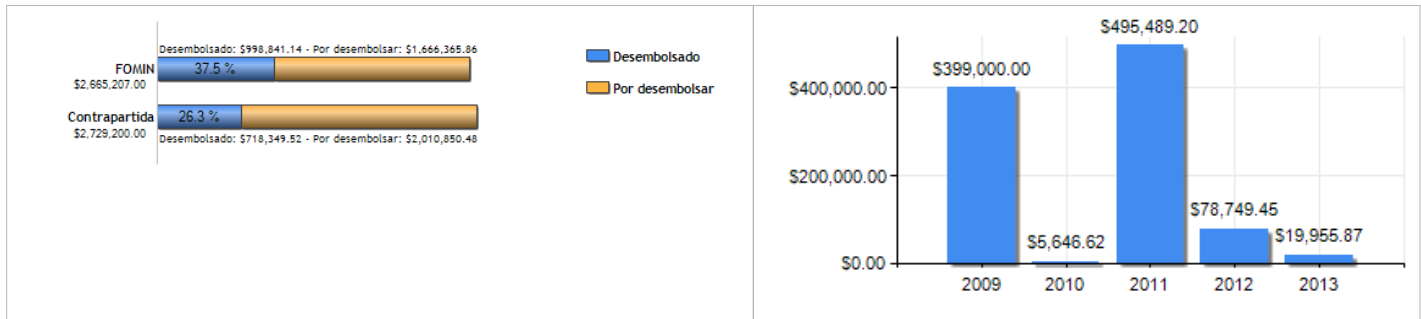 Desembolsado: $998,841.14 - Por desembolsar: $1,666,365.86
FOMIN
37.5 %
$2,665,207.00
Contrapartida
26.3 %
$2,729,200.00
Desembolsado: $718,349.52 - Por desembolsar: $2,010,850.48
Desembolsado
Por desembolsar
$495,489.20
$399,000.00
$400,000.00
$200,000.00
$78,749.45
$5,646.62
$19,955.87
$0.00
2009 2010 2011 2012 2013